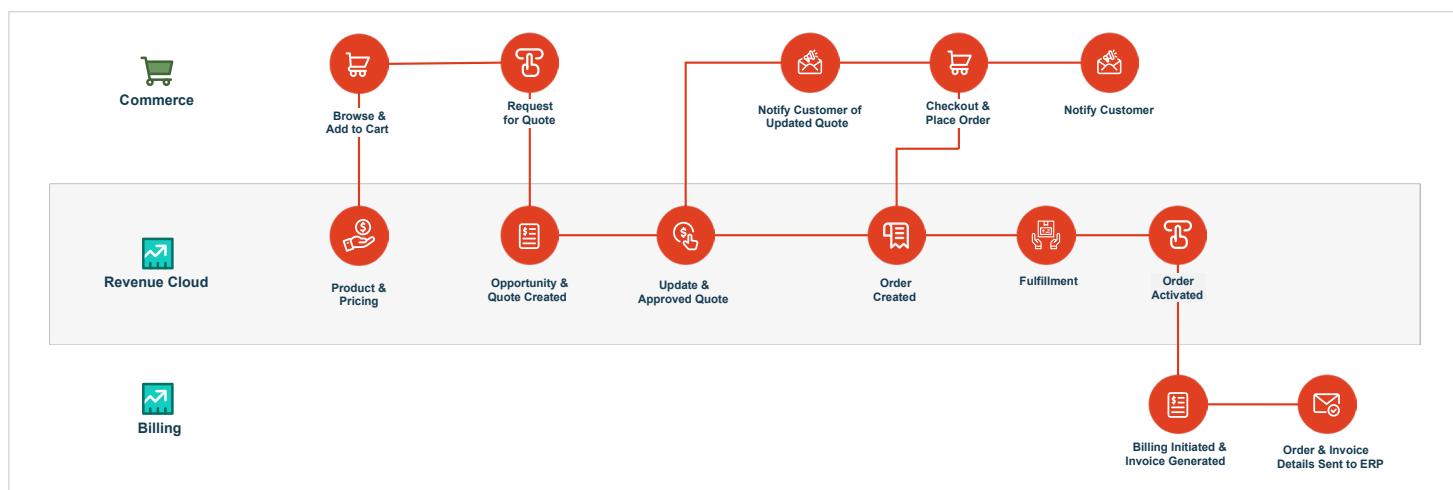 Commerce
Browse &
Add to Cart
Request
for Quote
Notify Customer of
Updated Quote
Checkout &
Place Order
Notify Customer
Revenue Cloud
Product &
Pricing
Opportunity &
Quote Created
Update &
Approved Quote
Order
Created
Fulfillment
Order
Activated
Billing
Billing Initiated &
Invoice Generated
Order & Invoice
Details Sent to ERP